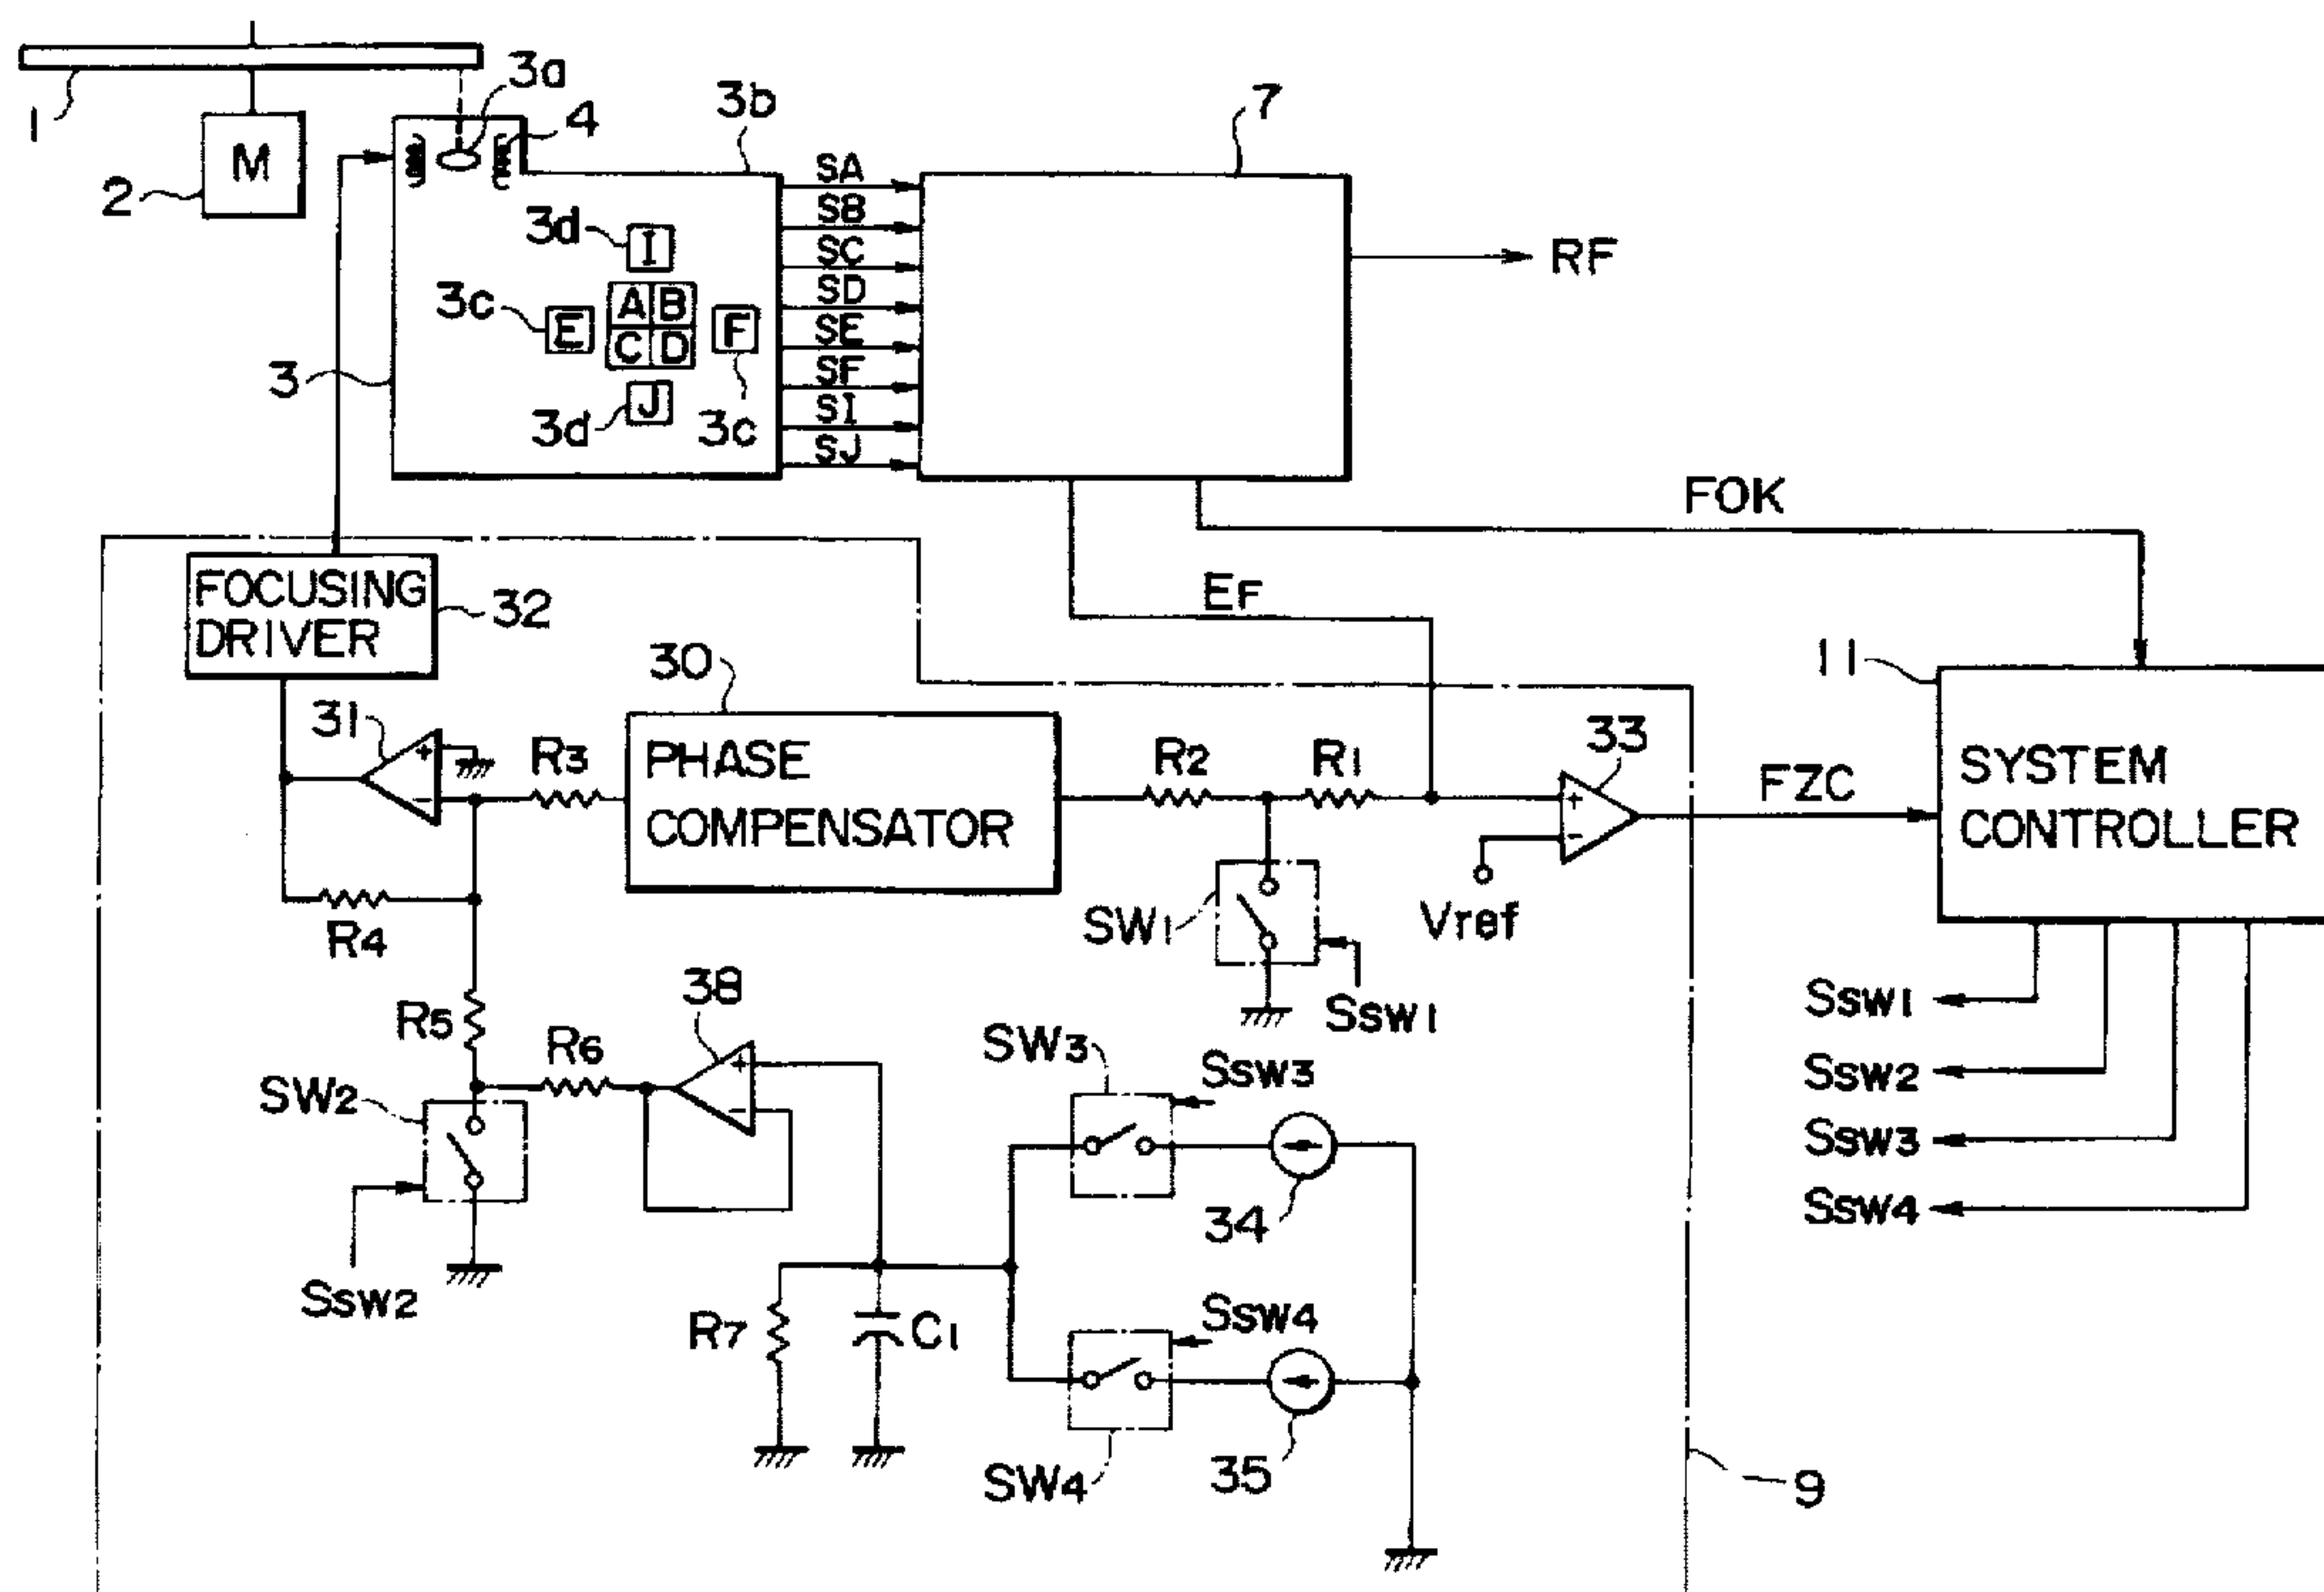 3a
3b
7
1
4
M
2
SA
SB
3d
I
SC
RF
SD
3c
E
A B
F
SE
C D
SF
3
J
SI
3d
3c
SJ
FOK
FOCUSING
DRIVER
32
EF
30
11
31
33
R3
PHASE
COMPENSATOR
R2
R1
FZC
SYSTEM
CONTROLLER
+
−
+
−
SW1
Vref
R4
38
SSW1
SSW1
R5
R6
SW3
SSW3
SSW2
SW2
+
−
SSW3
34
SSW4
SSW2
SSW4
R7
C1
SW4
35
9